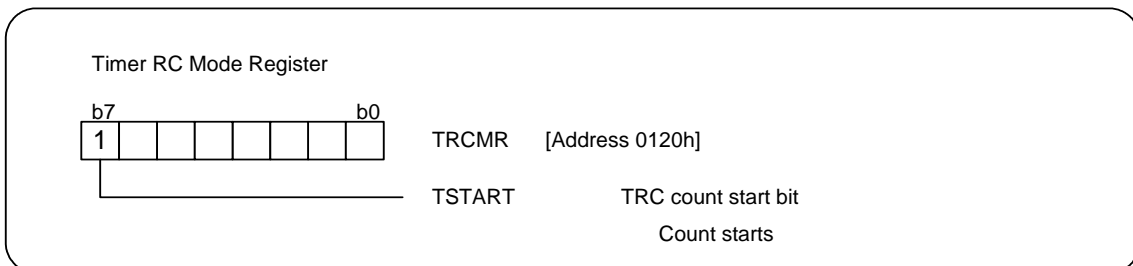 Timer RC Mode Register
b7 b0
1 TRCMR [Address 0120h]
TSTART TRC count start bit
Count starts